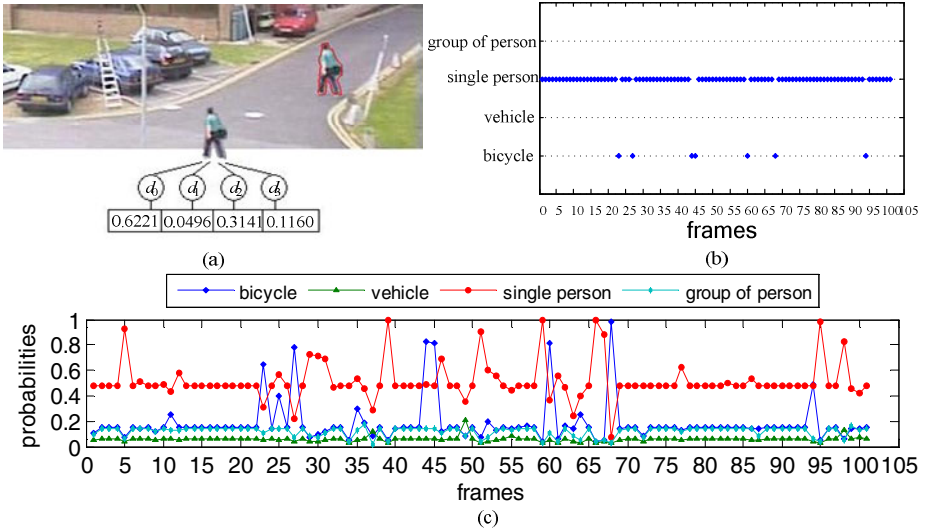 (a)
d0 d1 d2 d3
0.6221 0.0496 0.3141 0.1160
group of person
single person
vehicle
bicycle
0 5 10 15 20 25 30 35 40 45 50 55 60 65 70 75 80 85 90 95 100 105
frames
(b)
bicycle vehicle single person group of person
probabilities
1
0.8
0.6
0.4
0.2
0
0 5 10 15 20 25 30 35 40 45 50 55 60 65 70 75 80 85 90 95 100 105
frames
(c)